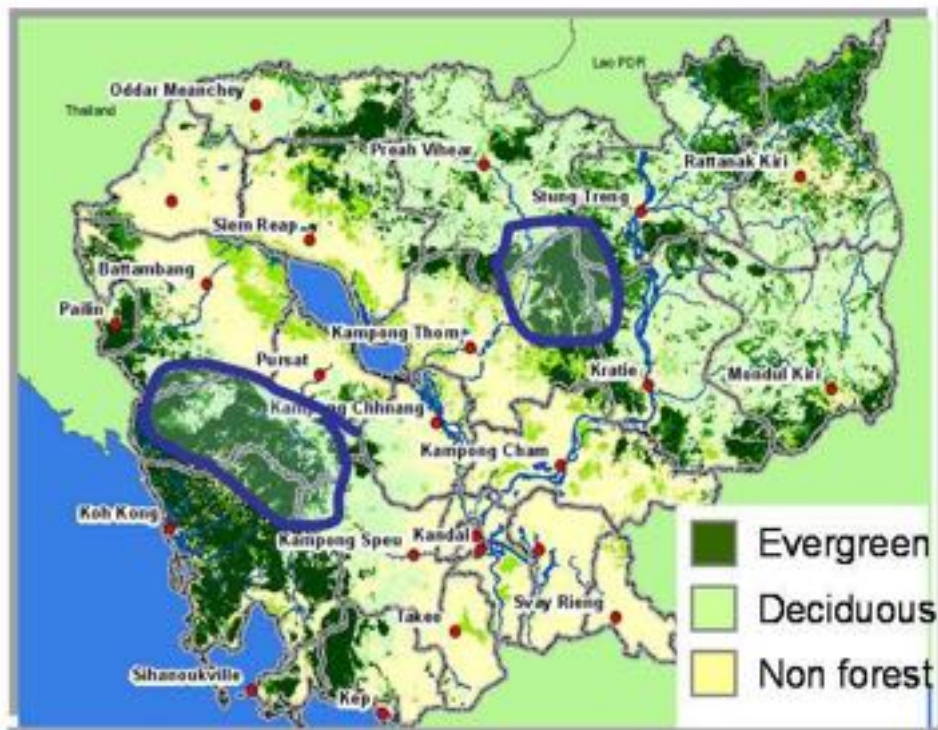 Lao PDR
Oddar Meanchey
Thailand
Preah Vihear
Rattanak Kiri
Stung Treng
Siem Reap
Battambang
Pailin
Kampong Thom
Pursat
Kratie
Mondul Kiri
Kampong Chhnang
Kampong Cham
Koh Kong
Kampong Speu
Kandal
Svay Rieng
Takeo
Sihanoukville
Kep
Evergreen
Deciduous
Non forest